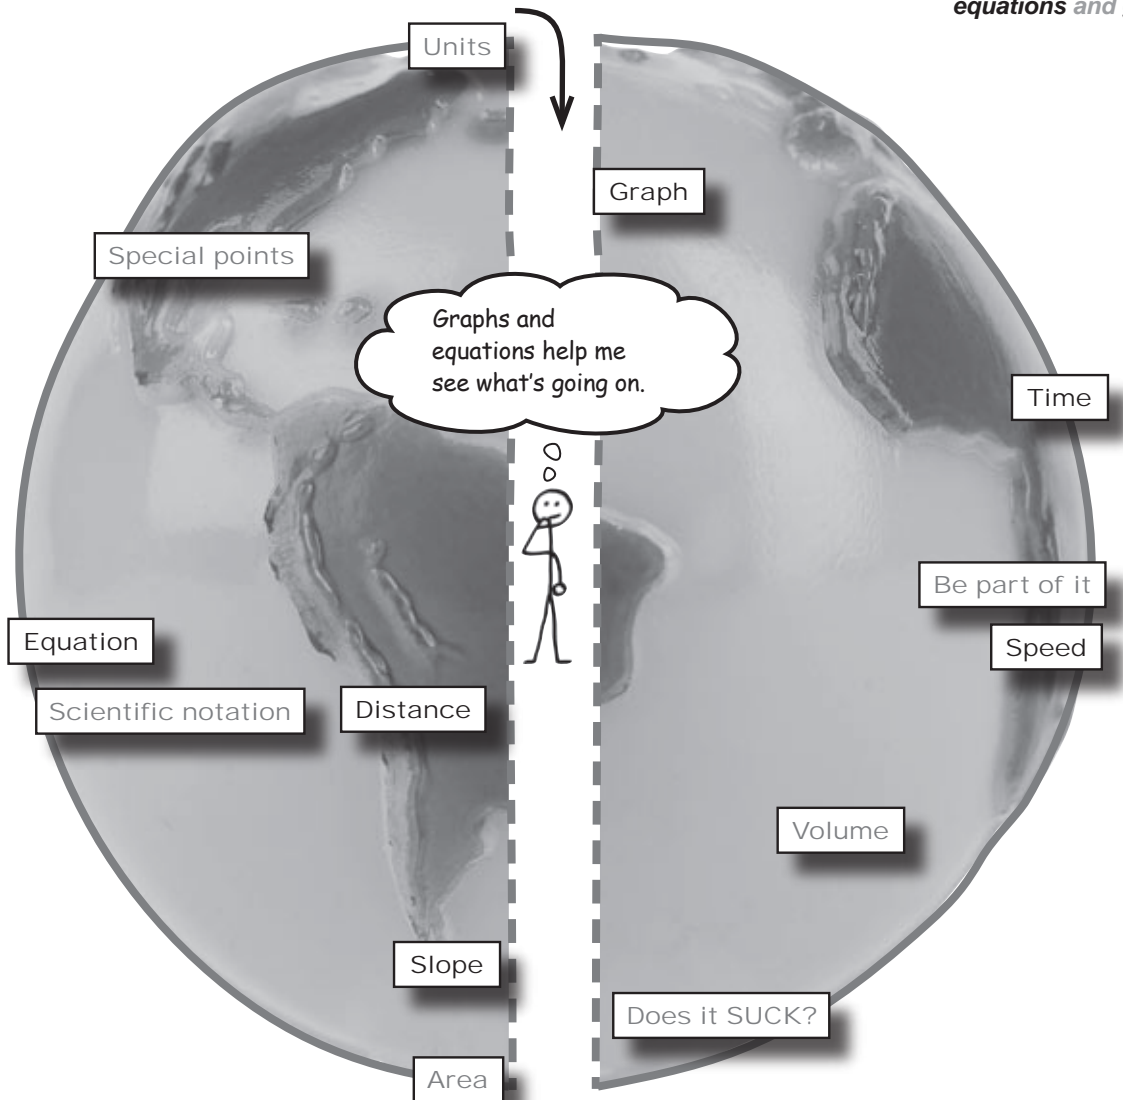 equations and
Units
Graph
Special points
Graphs and
equations help me
see what's going on.
Time
Be part of it
Equation
Speed
Scientific notation
Distance
Volume
Slope
Does it SUCK?
Area